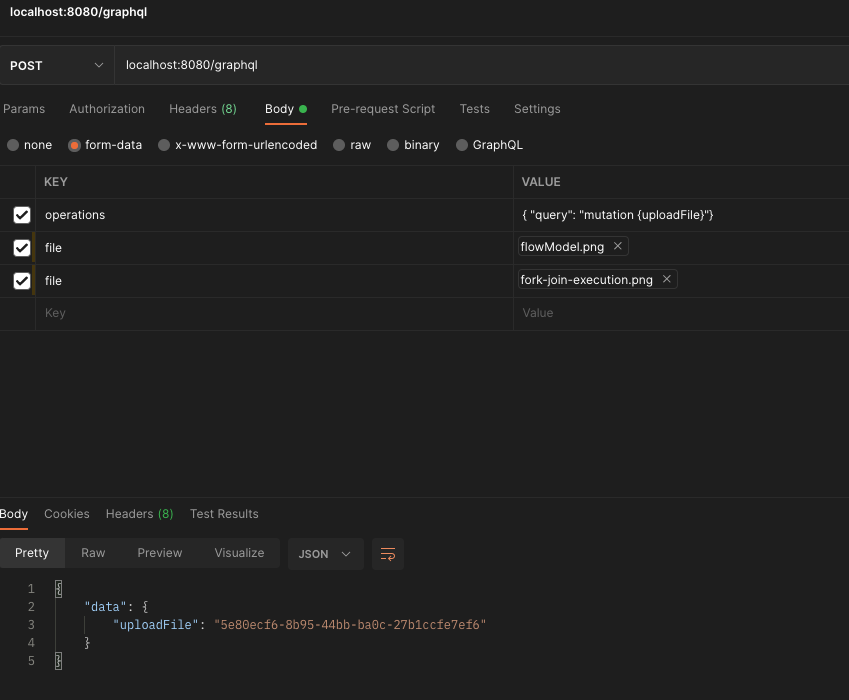 localhost:8080/graphql
POST localhost:8080/graphql
Params Authorization Headers (8) Body Pre-request Script Tests Settings
none form-data x-www-form-urlencoded raw binary GraphQL
KEY VALUE
operations { "query": "mutation {uploadFile}"}
file flowModel.png
file fork-join-execution.png
Key Value
Body Cookies Headers (8) Test Results
Pretty Raw Preview Visualize JSON
1 {
2 "data": {
3 "uploadFile": "5e80ecf6-8b95-44bb-ba0c-27b1ccfe7ef6"
4 }
5 }